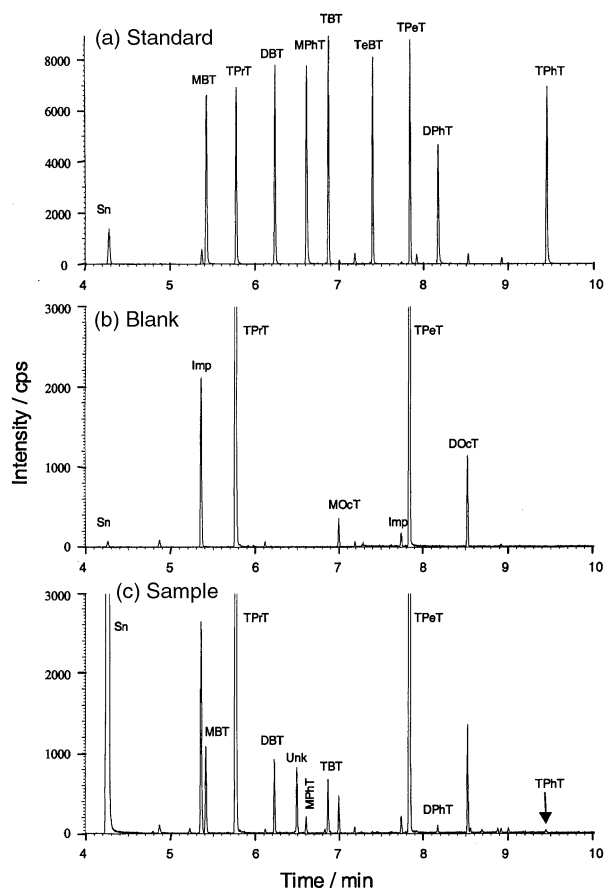 (a) Standard
TBT
MBT
TPrT
DBT
MPhT
TeBT
TPeT
DPhT
TPhT
Sn
8000
6000
4000
2000
0
4 5 6 7 8 9 10
(b) Blank
3000
2000
1000
0
Intensity / cps
Sn
Imp
TPrT
MOcT
Imp
TPeT
DOcT
4 5 6 7 8 9 10
(c) Sample
3000
2000
1000
0
Sn
MBT
TPrT
DBT
Unk
MPhT
TBT
TPeT
DPhT
TPhT
4 5 6 7 8 9 10
Time / min